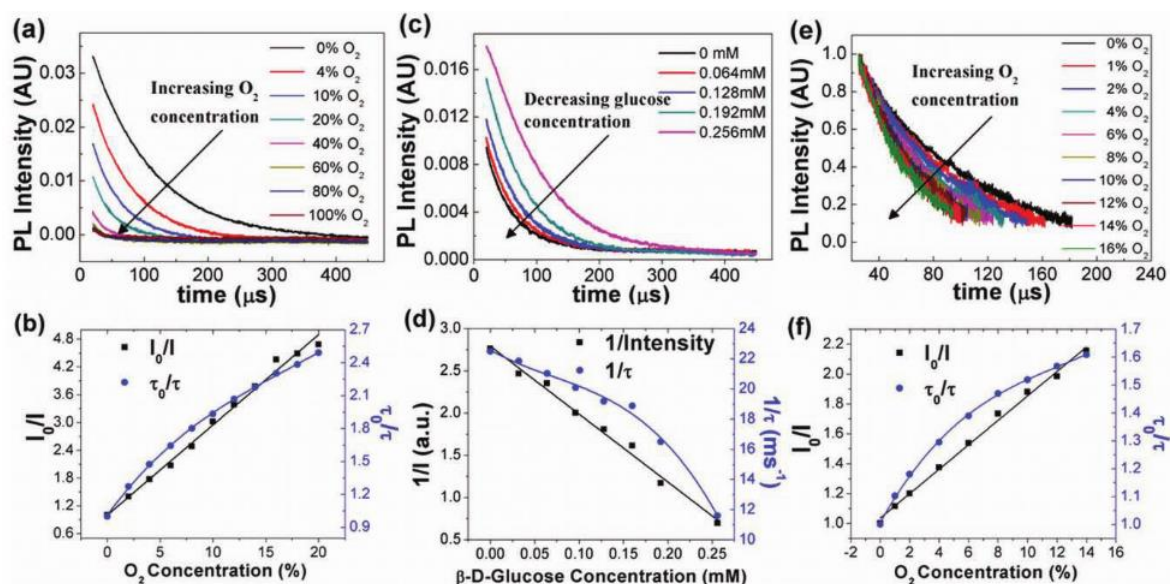 (a)
PL Intensity (AU)
0.03
0.02
0.01
0.00
0% O2
4% O2
10% O2
20% O2
40% O2
60% O2
80% O2
100% O2
Increasing O2
concentration
0 100 200 300 400
time (μs)
(c)
PL Intensity (AU)
0.016
0.012
0.008
0.004
0.000
0 mM
0.064mM
0.128mM
0.192mM
0.256mM
Decreasing glucose
concentration
0 100 200 300 400
time (μs)
(e)
PL Intensity (AU)
1.0
0.8
0.6
0.4
0.2
0.0
0% O2
1% O2
2% O2
4% O2
6% O2
8% O2
10% O2
12% O2
14% O2
16% O2
Increasing O2
concentration
40 80 120 160 200 240
time (μs)
(b)
I0/I
4.8
3.6
2.4
1.2
0.6
I0/I
τ0/τ
2.7
2.4
2.1
1.8
1.5
1.2
0.9
τ0/τ
0 5 10 15 20
O2 Concentration (%)
(d)
1/I (a.u.)
3.0
2.5
2.0
1.5
1.0
0.5
1/Intensity
1/τ
24
22
20
18
16
14
12
10
1/τ (ms-1)
0.00 0.05 0.10 0.15 0.20 0.25
β-D-Glucose Concentration (mM)
(f)
I0/I
2.2
2.0
1.8
1.6
1.4
1.2
1.0
I0/I
τ0/τ
1.7
1.6
1.5
1.4
1.3
1.2
1.1
1.0
τ0/τ
-2 0 2 4 6 8 10 12 14 16
O2 Concentration (%)